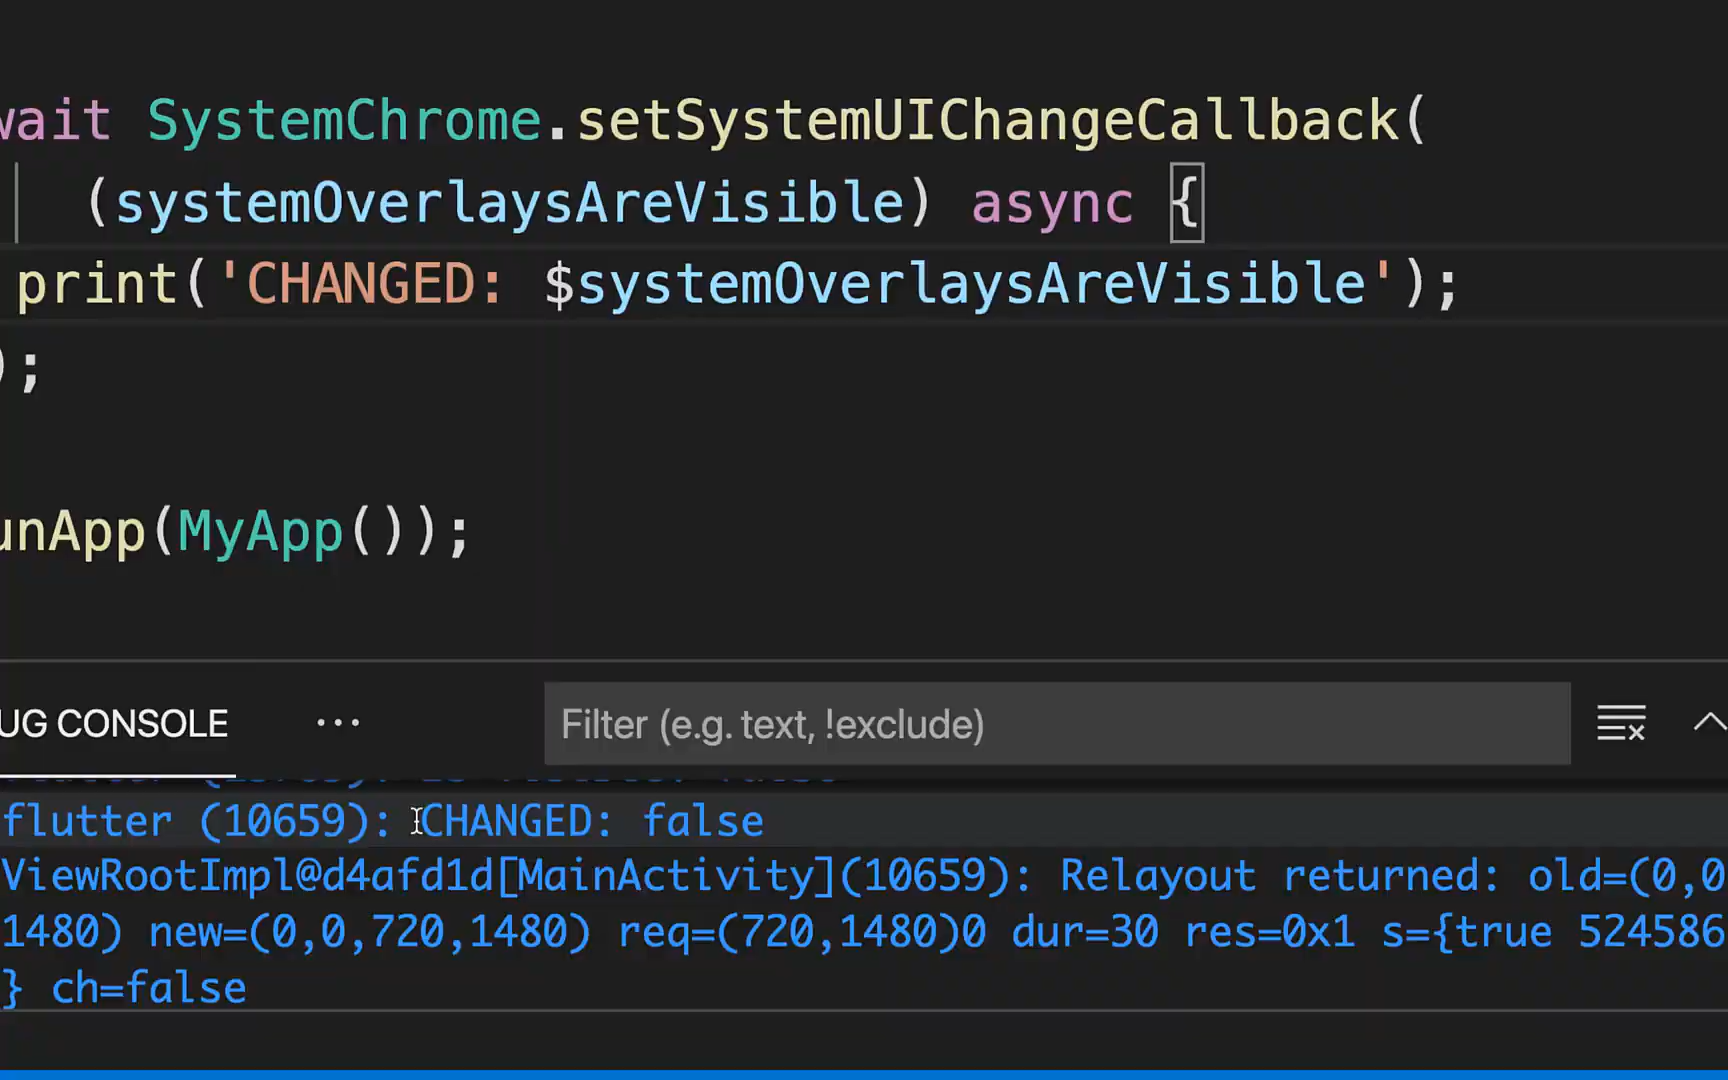 wait SystemChrome.setSystemUIChangeCallback(
(systemOverlaysAreVisible) async {
print('CHANGED: $systemOverlaysAreVisible');
);
unApp(MyApp());
UG CONSOLE ... Filter (e.g. text, !exclude)
flutter (10659): CHANGED: false
ViewRootImpl@d4afd1d[MainActivity](10659): Relayout returned: old=(0,0
1480) new=(0,0,720,1480) req=(720,1480)0 dur=30 res=0x1 s={true 524586
} ch=false